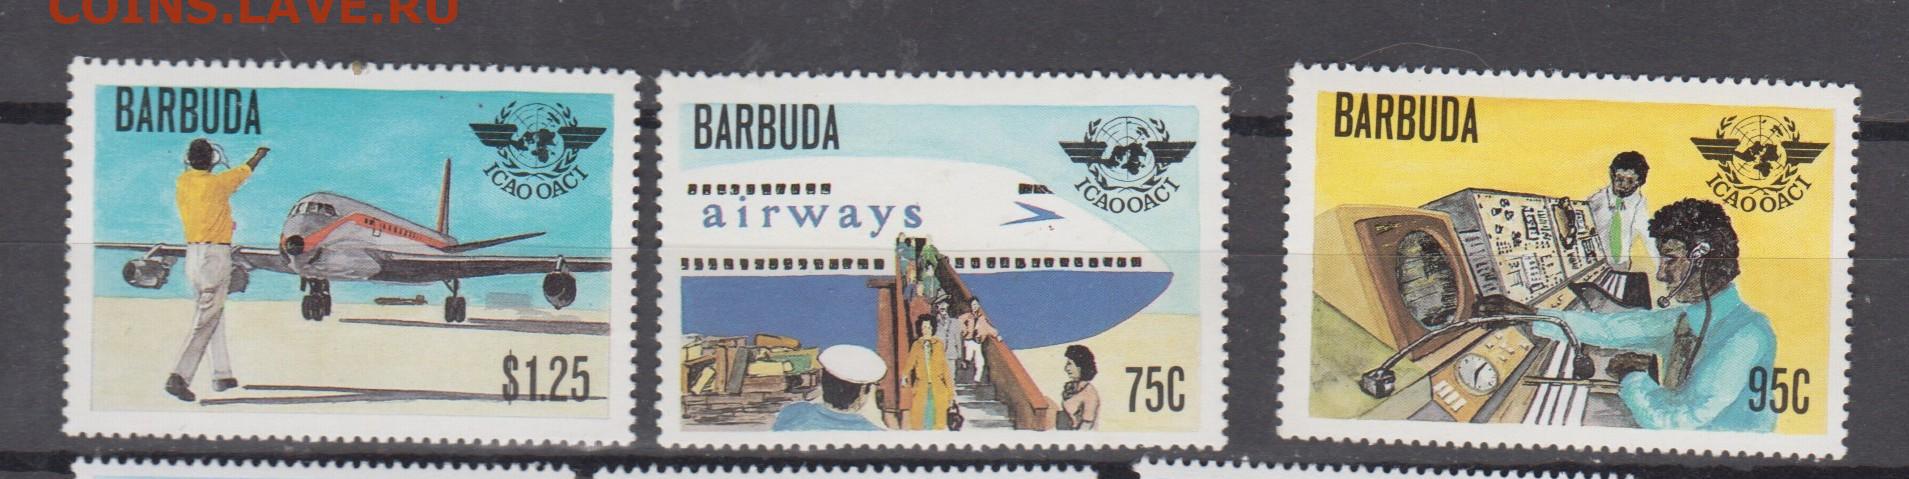 COINS.LAVE.RU
BARBUDA
ICAO OACI
$1.25
BARBUDA
ICAO OACI
airways
75C
BARBUDA
ICAO OACI
95C